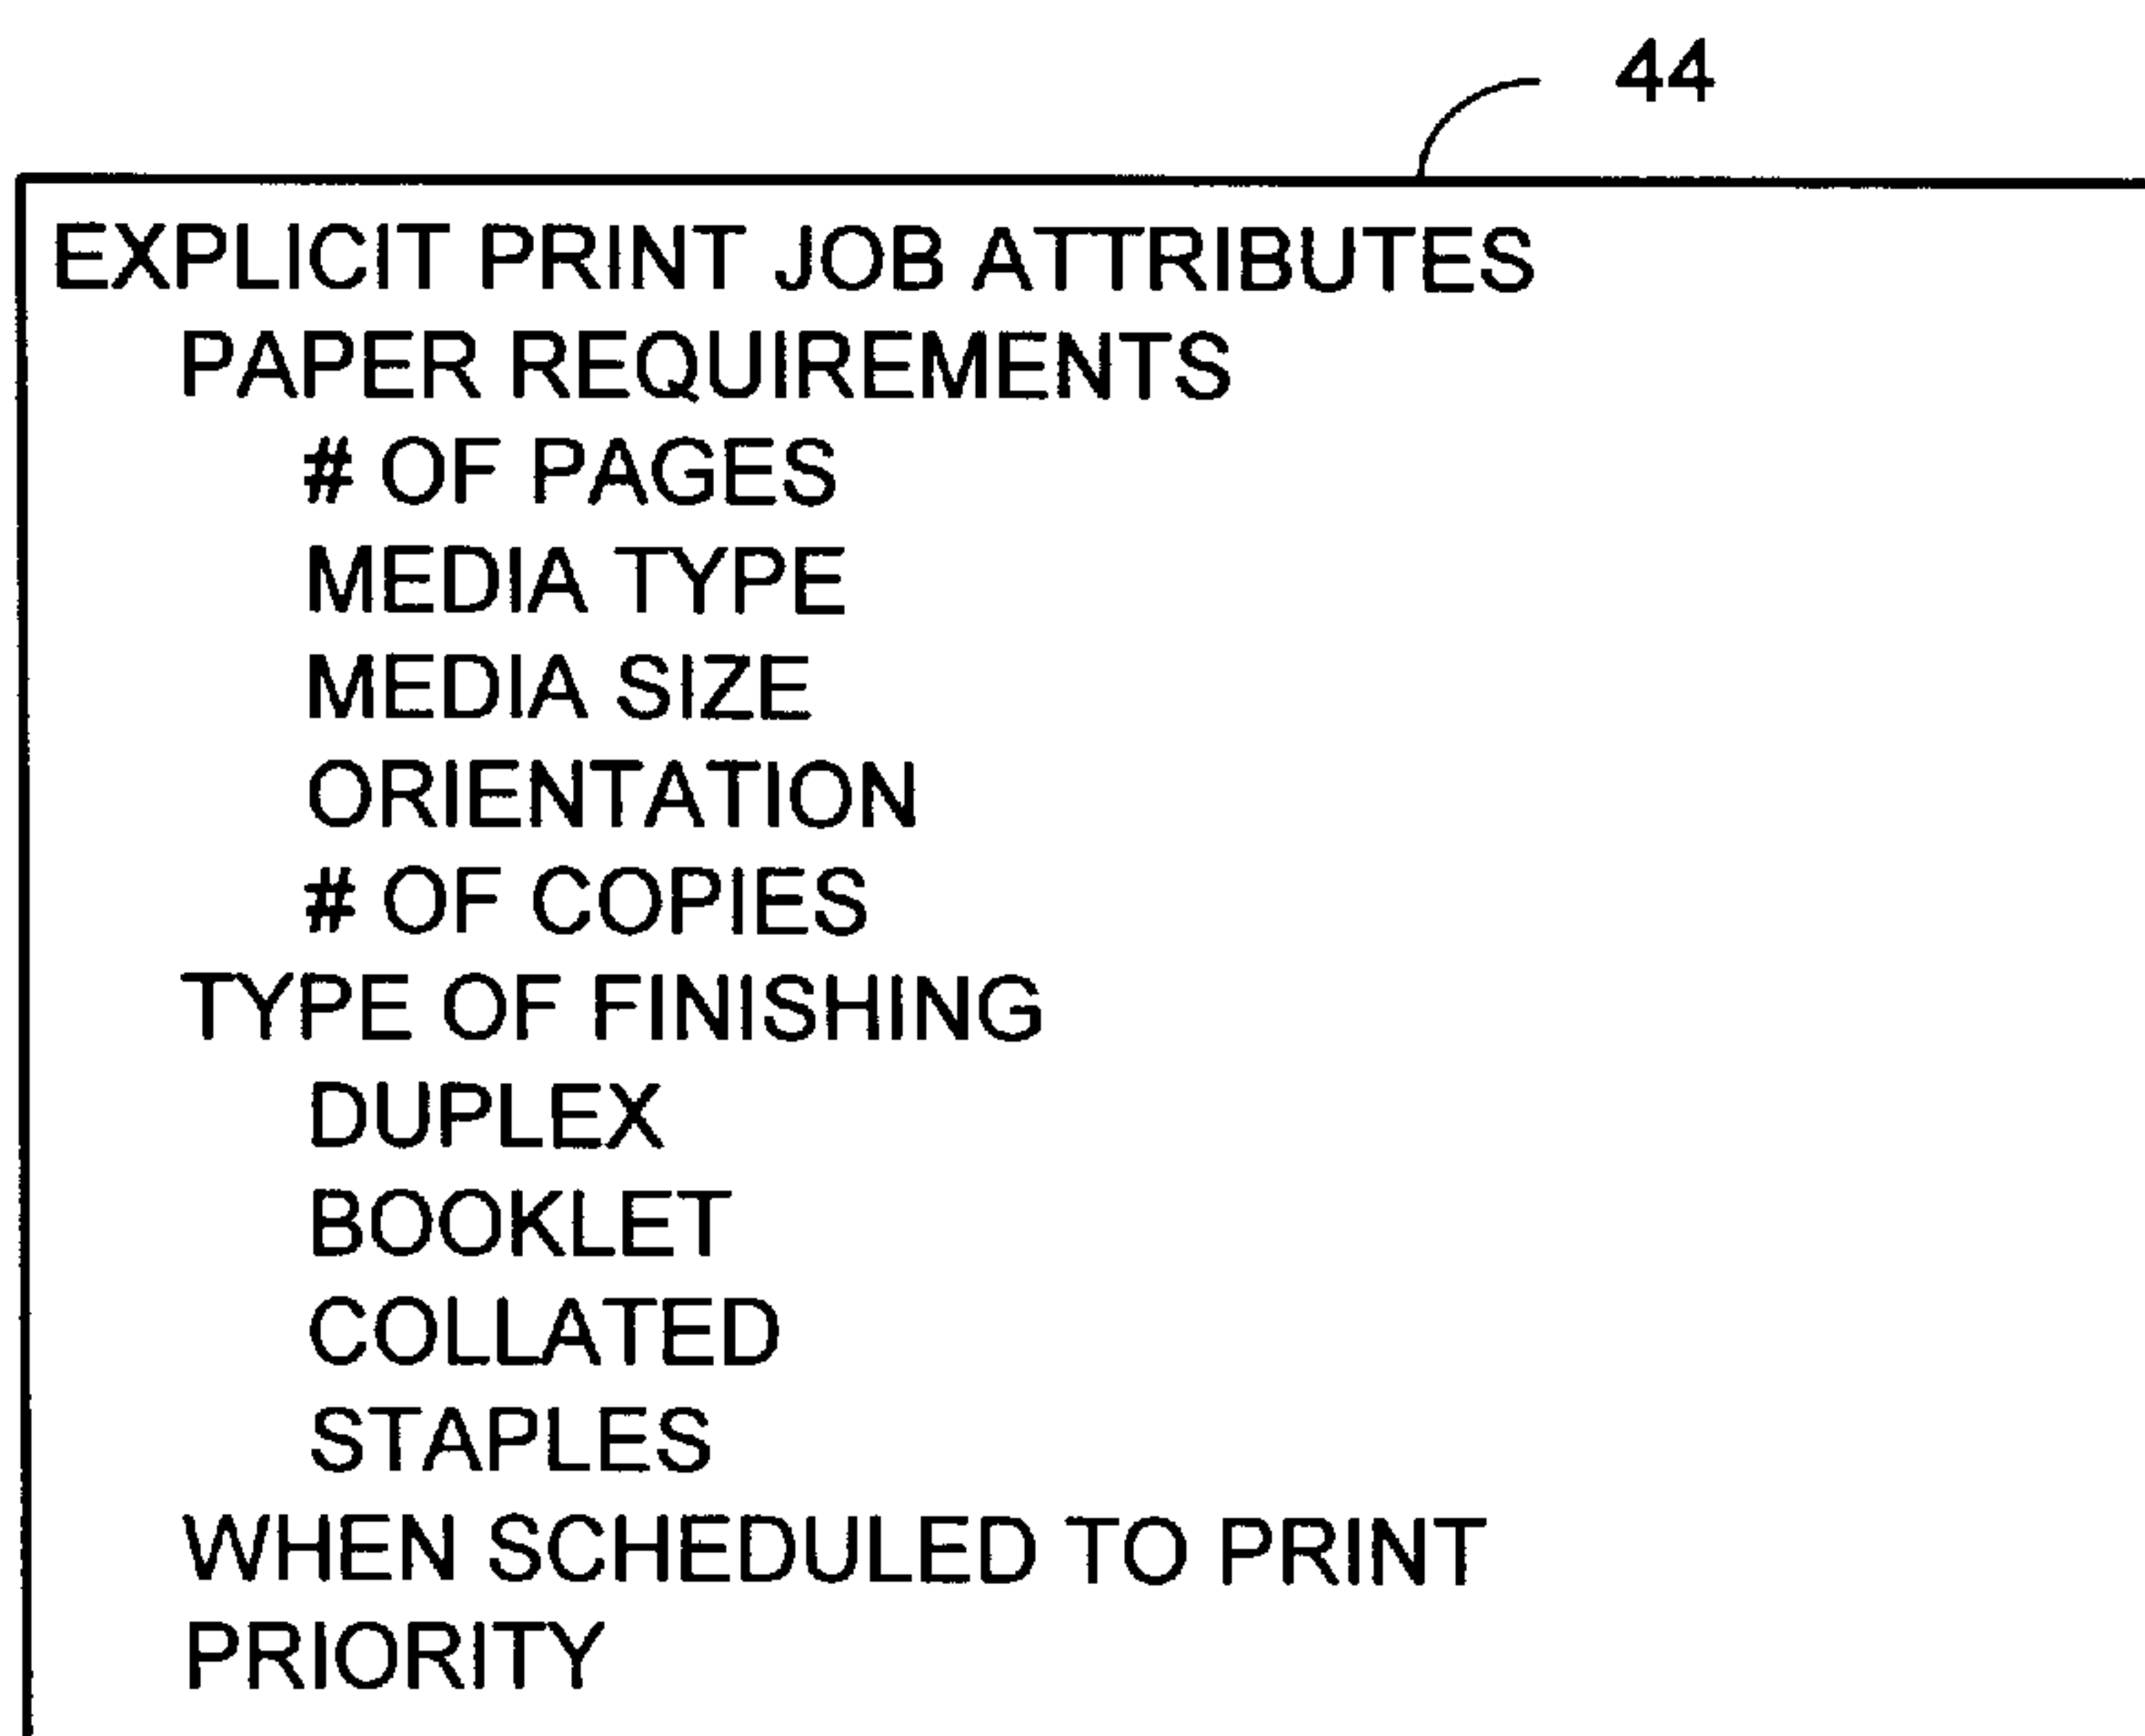 44
EXPLICIT PRINT JOB ATTRIBUTES
PAPER REQUIREMENTS
# OF PAGES
MEDIA TYPE
MEDIA SIZE
ORIENTATION
# OF COPIES
TYPE OF FINISHING
DUPLEX
BOOKLET
COLLATED
STAPLES
WHEN SCHEDULED TO PRINT
PRIORITY